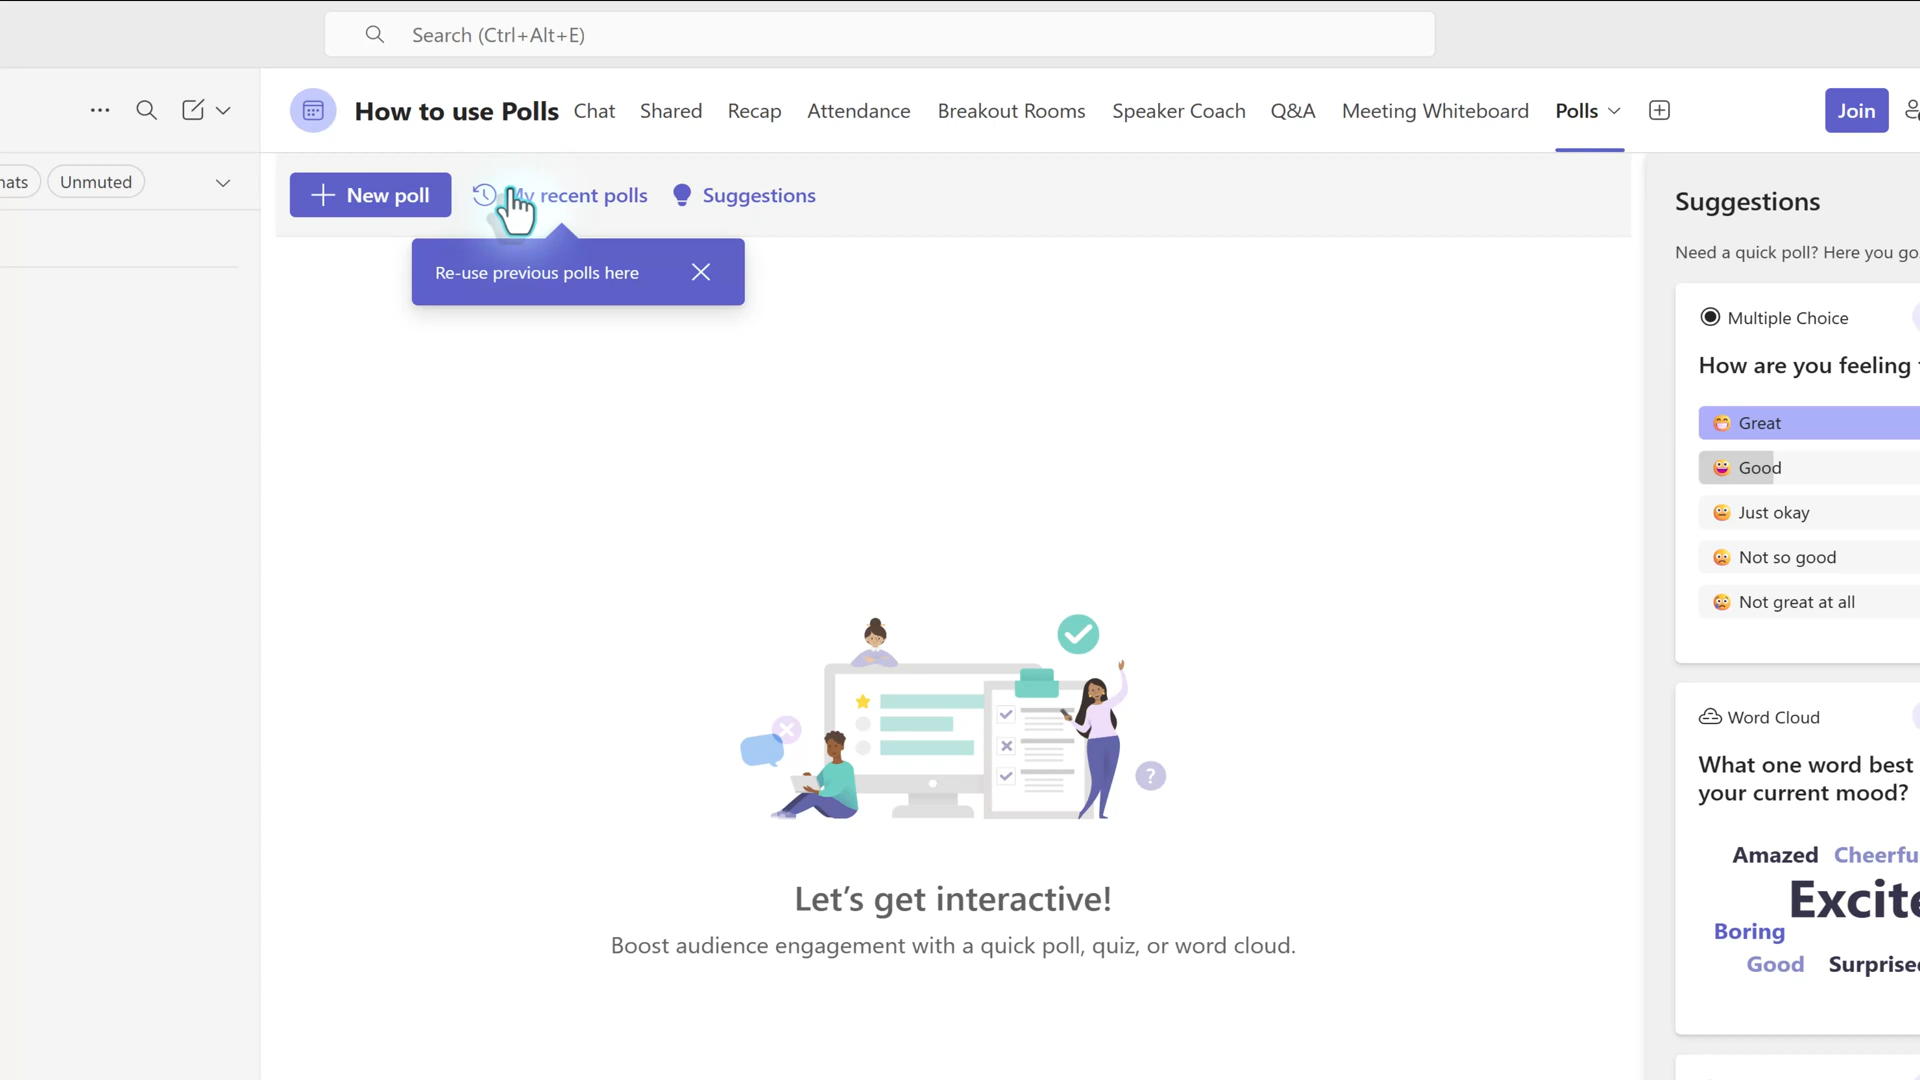 Search (Ctrl+Alt+E)
How to use Polls Chat Shared Recap Attendance Breakout Rooms Speaker Coach Q&A Meeting Whiteboard Polls Join
Unmuted
New poll recent polls Suggestions
Re-use previous polls here
Let's get interactive!
Boost audience engagement with a quick poll, quiz, or word cloud.
Suggestions
Need a quick poll? Here you go
Multiple Choice
How are you feeling
Great
Good
Just okay
Not so good
Not great at all
Word Cloud
What one word best
your current mood?
Amazed
Boring
Good
?